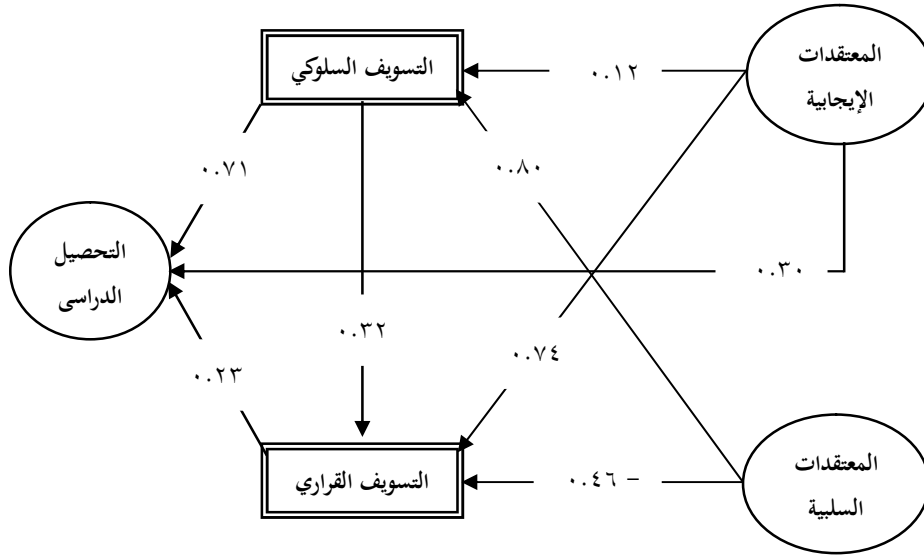 المعتقدات
الإيجابية
٠.١٢
التسويف السلوكي
٠.٨٠
٠.٧١
التحصيل
الدراسى
٠.٣٠
٠.٣٢
٠.٧٤
٠.٢٣
المعتقدات
السلبية
٠.٤٦ –
التسويف القراري